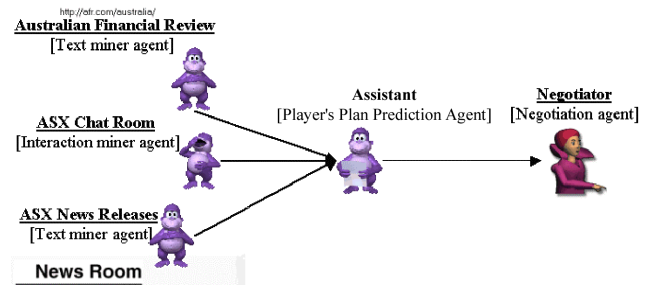 http://afr.com/australia/
Australian Financial Review
[Text miner agent]
ASX Chat Room
[Interaction miner agent]
ASX News Releases
[Text miner agent]
News Room
Assistant
[Player's Plan Prediction Agent]
Negotiator
[Negotiation agent]